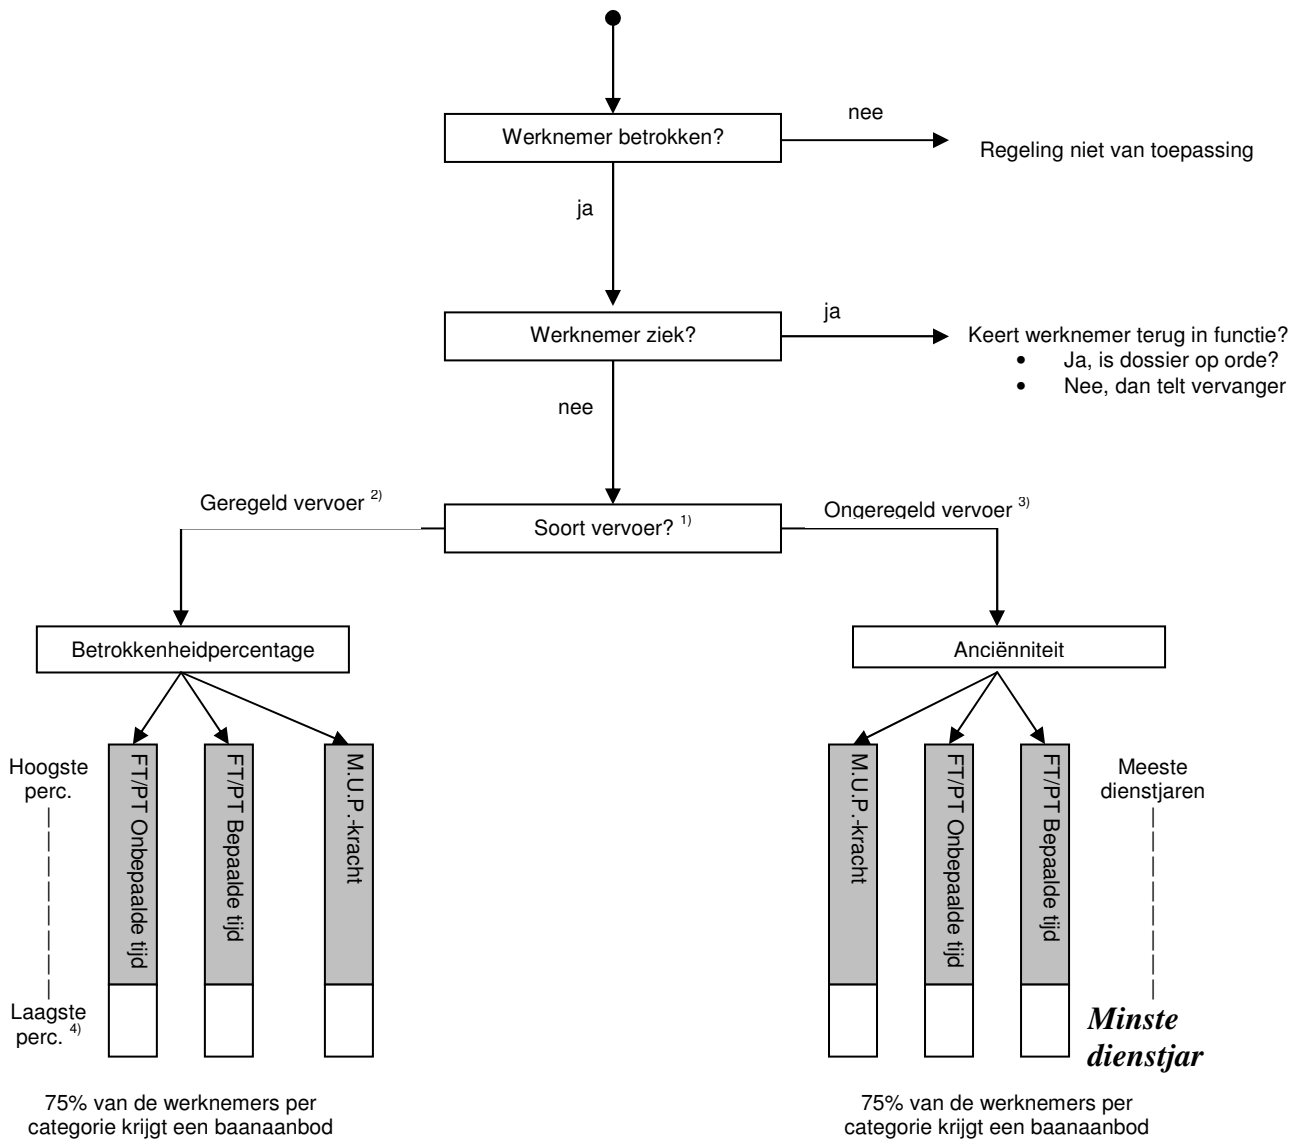 nee
Werknemer betrokken?
Regeling niet van toepassing
ja
ja
Werknemer ziek?
Keert werknemer terug in functie?
• Ja, is dossier op orde?
• Nee, dan telt vervanger
nee
Geregeld vervoer 2)
Ongeregeld vervoer 3)
Soort vervoer? 1)
Betrokkenheidpercentage
Anciënniteit
Hoogste
perc.
FT/PT Onbepaalde tijd
FT/PT Bepaalde tijd
M.U.P.-kracht
Laagste
perc. 4)
M.U.P.-kracht
FT/PT Onbepaalde tijd
FT/PT Bepaalde tijd
Meeste
dienstjaren
Minste
dienstjar
75% van de werknemers per
categorie krijgt een baanaanbod
75% van de werknemers per
categorie krijgt een baanaanbod